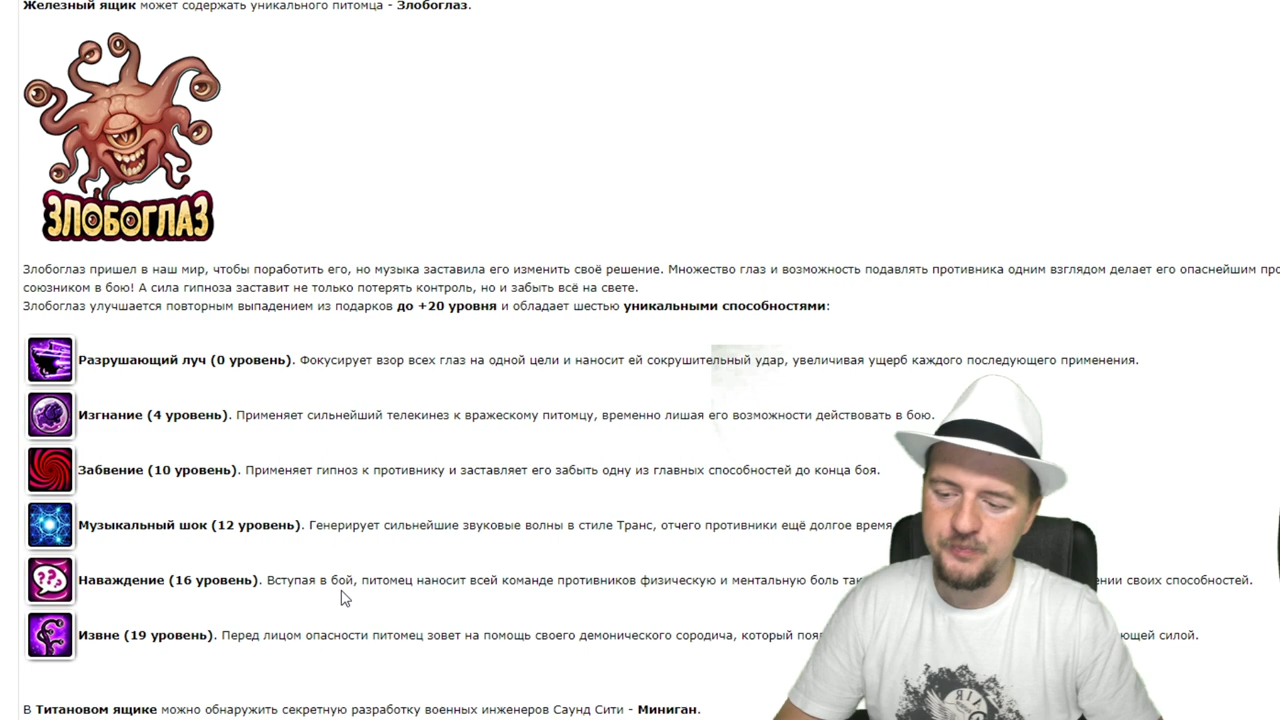 Железный ящик может содержать уникального питомца - Злобоглаз.
ЗЛОБОГЛАЗ
Злобоглаз пришел в наш мир, чтобы поработить его, но музыка заставила его изменить своё решение. Множество глаз и возможность подавлять противника одним взглядом делает его опаснейшим
союзником в бою! А сила гипноза заставит не только потерять контроль, но и забыть всё на свете.
Злобоглаз улучшается повторным выпадением из подарков до +20 уровня и обладает шестью уникальными способностями:
Разрушающий луч (0 уровень). Фокусирует взор всех глаз на одной цели и наносит ей сокрушительный удар, увеличивая ущерб каждого последующего применения.
Изгнание (4 уровень). Применяет сильнейший телекинез к вражескому питомцу, временно лишая его возможности действовать в бою.
Забвение (10 уровень). Применяет гипноз к противнику и заставляет его забыть одну из главных способностей до конца боя.
Музыкальный шок (12 уровень). Генерирует сильнейшие звуковые волны в стиле Транс, отчего противники ещё долгое время
Наваждение (16 уровень). Вступая в бой, питомец наносит всей команде противников физическую и ментальную боль своих способностей.
Извне (19 уровень). Перед лицом опасности питомец зовет на помощь своего демонического сородича, который силой.
В Титановом ящике можно обнаружить секретную разработку военных инженеров Саунд Сити - Миниган.